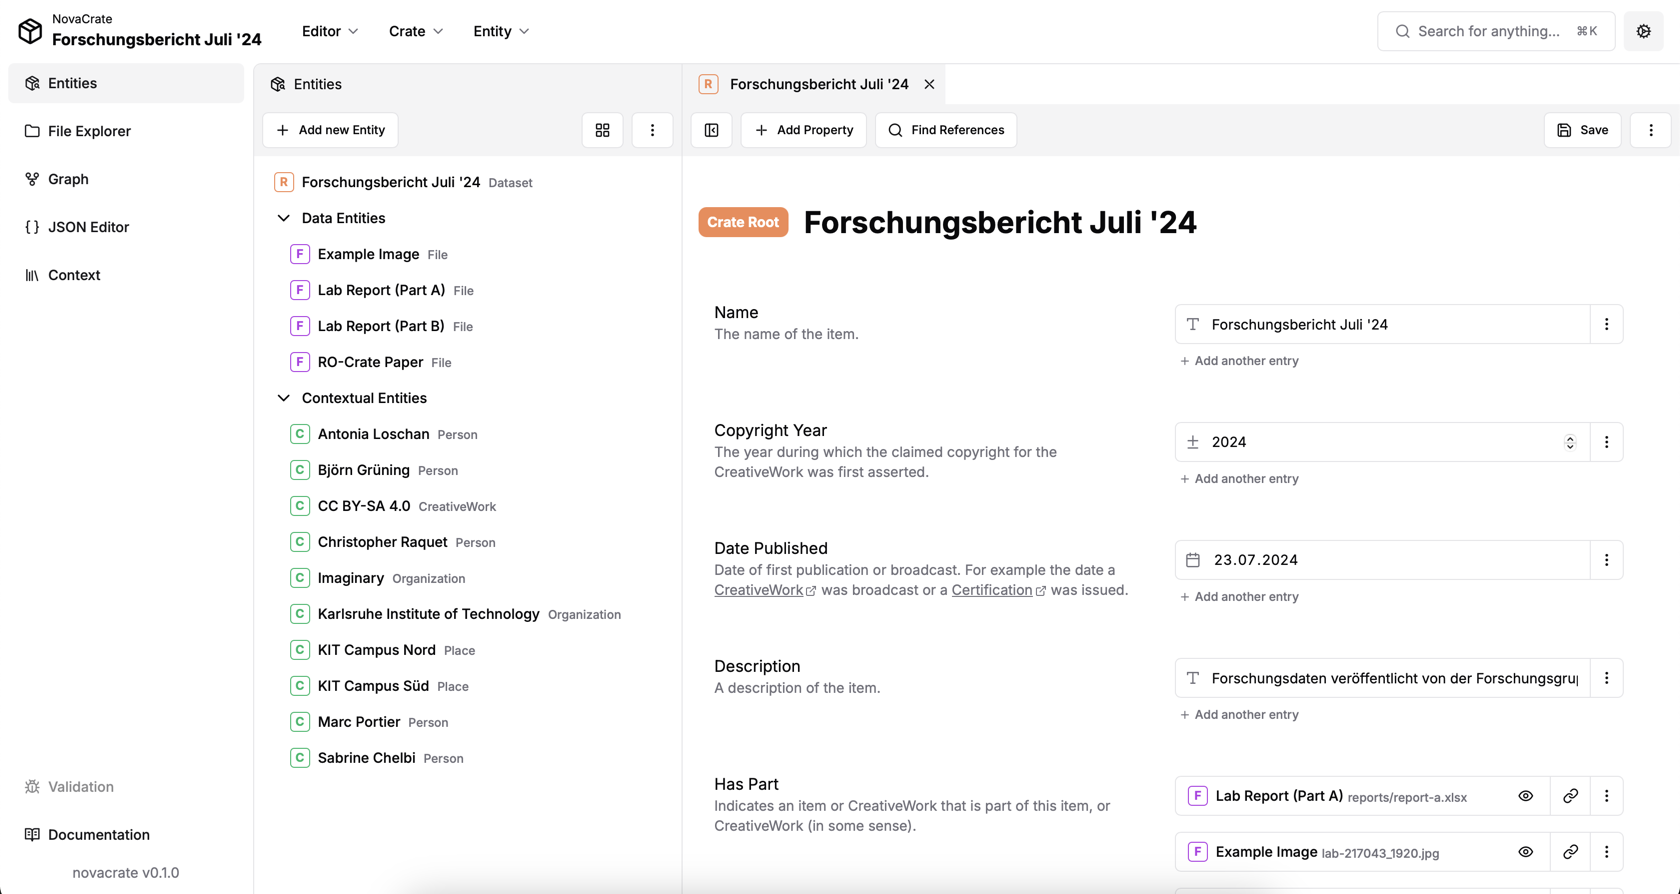 NovaCrate
Forschungsbericht Juli '24
Editor
Crate
Entity
Search for anything... ⌘K
Entities
File Explorer
Graph
{ } JSON Editor
Context
Validation
Documentation
novacrate v0.1.0
Entities
+ Add new Entity
R Forschungsbericht Juli '24 Dataset
Data Entities
F Example Image File
F Lab Report (Part A) File
F Lab Report (Part B) File
F RO-Crate Paper File
Contextual Entities
C Antonia Loschan Person
C Björn Grüning Person
C CC BY-SA 4.0 CreativeWork
C Christopher Raquet Person
C Imaginary Organization
C Karlsruhe Institute of Technology Organization
C KIT Campus Nord Place
C KIT Campus Süd Place
C Marc Portier Person
C Sabrine Chelbi Person
R Forschungsbericht Juli '24
+ Add Property
Find References
Save
Crate Root Forschungsbericht Juli '24
Name
The name of the item.
Forschungsbericht Juli '24
+ Add another entry
Copyright Year
The year during which the claimed copyright for the
CreativeWork was first asserted.
2024
+ Add another entry
Date Published
Date of first publication or broadcast. For example the date a
CreativeWork was broadcast or a Certification was issued.
23.07.2024
+ Add another entry
Description
A description of the item.
Forschungsdaten veröffentlicht von der
+ Add another entry
Has Part
Indicates an item or CreativeWork that is part of this item, or
CreativeWork (in some sense).
F Lab Report (Part A) reports/report-a.xlsx
F Example Image lab-217043_1920.jpg